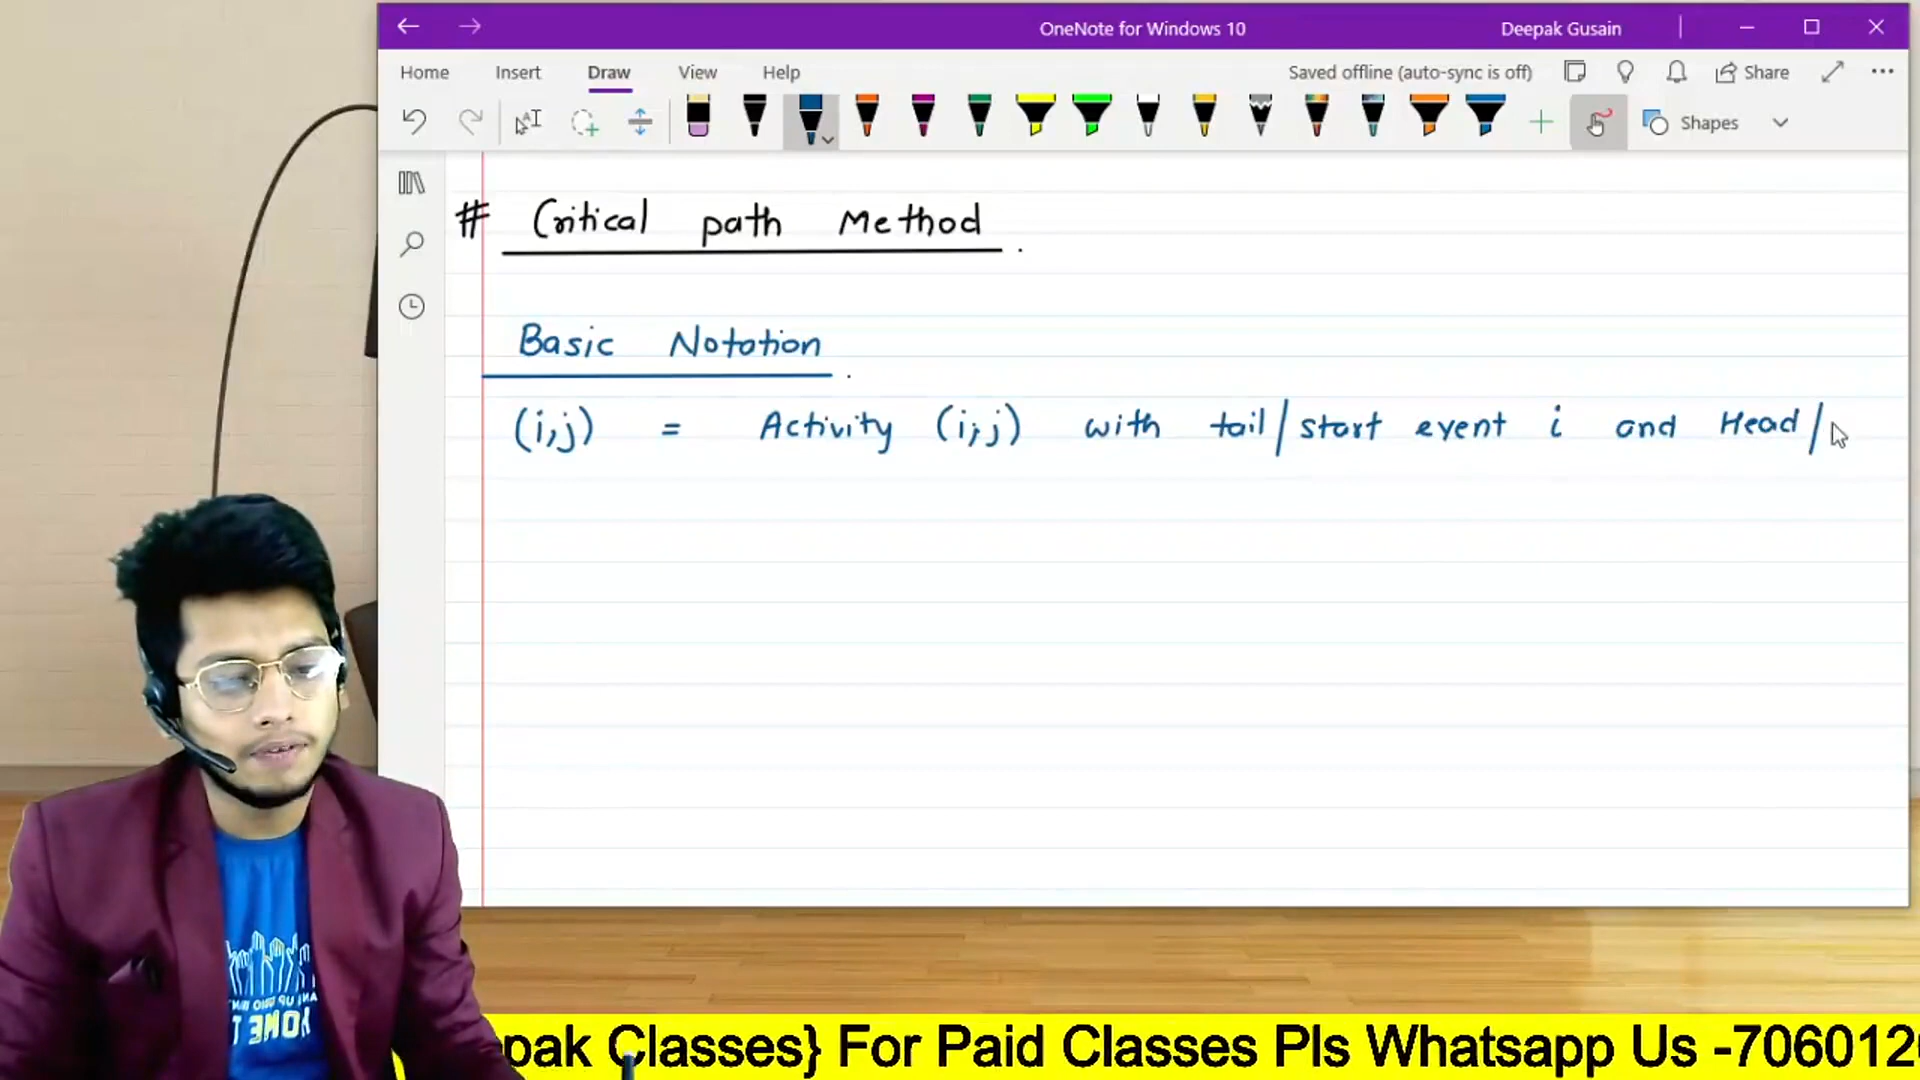 OneNote for Windows 10
Deepak Gusain
Home Insert Draw View Help
Saved offline (auto-sync is off)
Share
Shapes
# Critical path Method.
Basic Notation.
(i,j) = Activity (i,j) with tail/start event i and Head/
HOME T
pak Classes} For Paid Classes Pls Whatsapp Us -706012